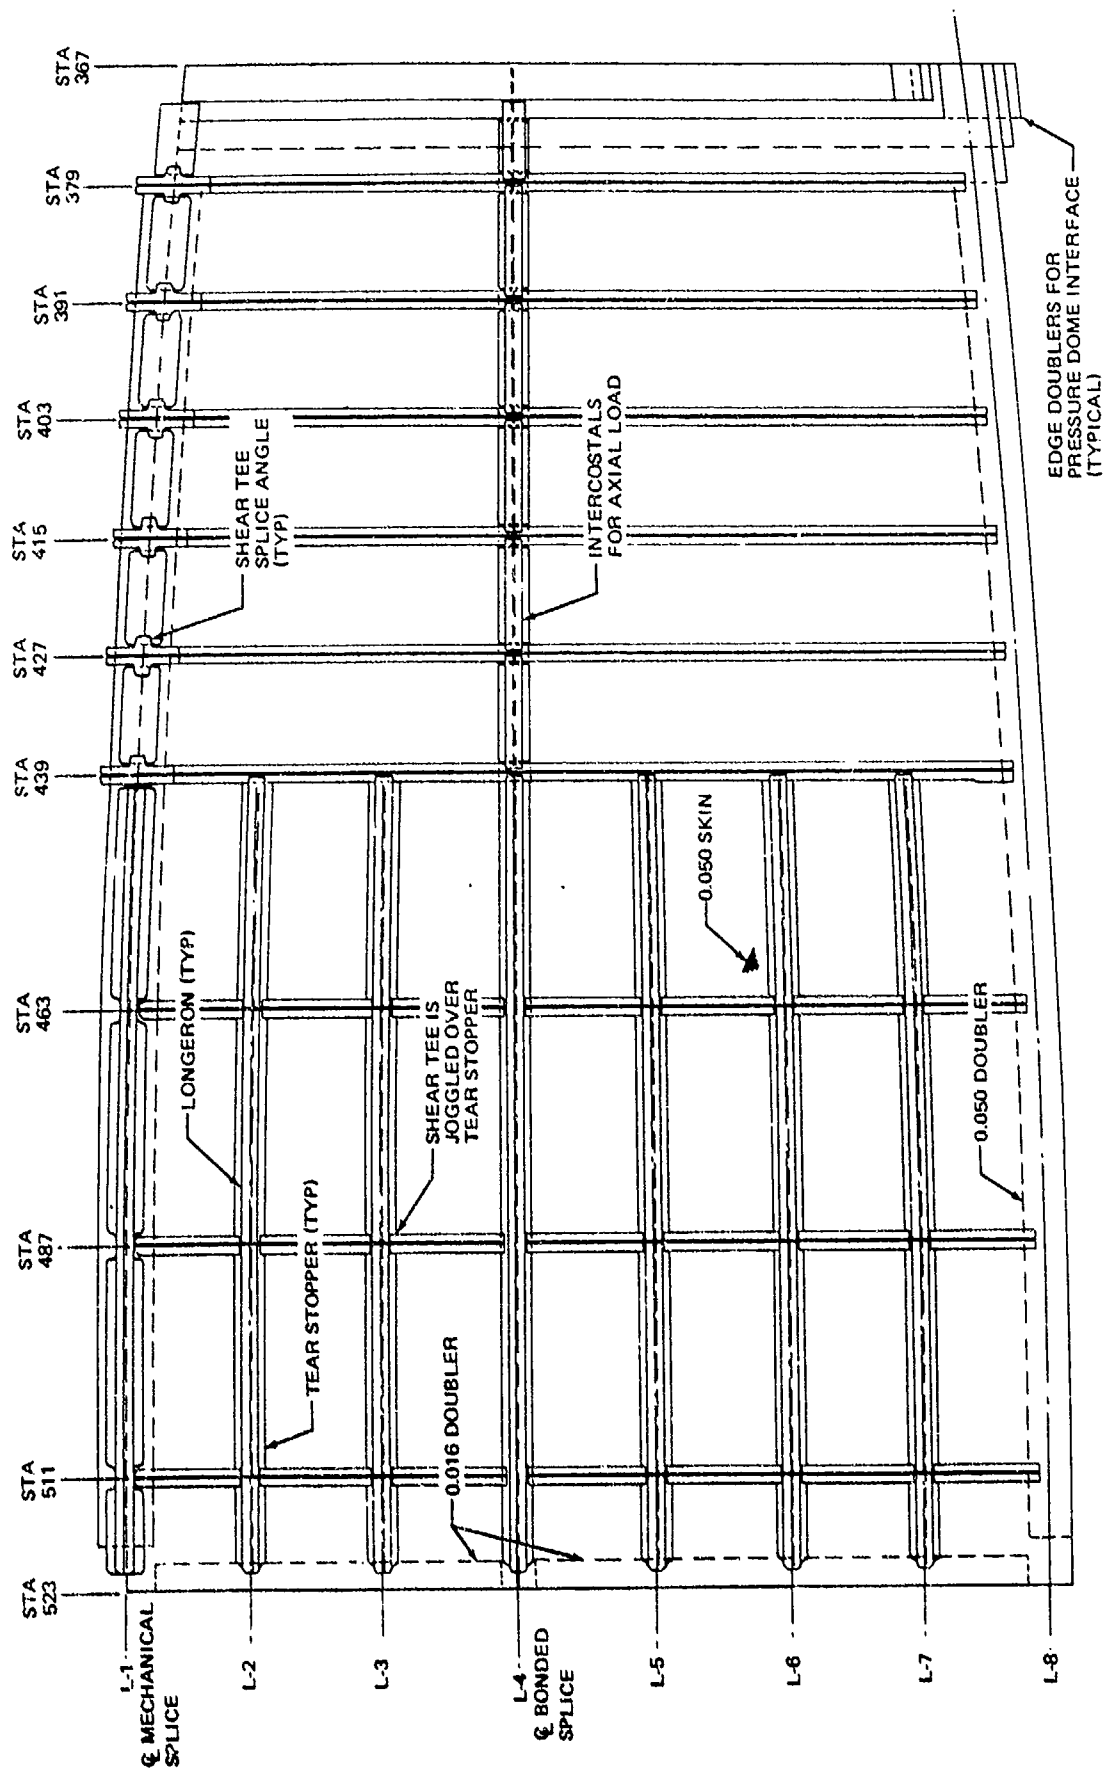 STA
367
STA
379
STA
391
STA
403
STA
415
STA
427
STA
439
STA
463
STA
487
STA
511
STA
523
SHEAR TEE
SPLICE ANGLE
(TYP)
INTERCOSTALS
FOR AXIAL LOAD
EDGE DOUBLERS FOR
PRESSURE DOME INTERFACE
(TYPICAL)
0.050 SKIN
LONGERON (TYP)
SHEAR TEE IS
JOGGLED OVER
TEAR STOPPER
0.050 DOUBLER
TEAR STOPPER (TYP)
0.016 DOUBLER
L-1
℄ MECHANICAL
SPLICE
L-2
L-3
L-4
℄ BONDED
SPLICE
L-5
L-6
L-7
L-8